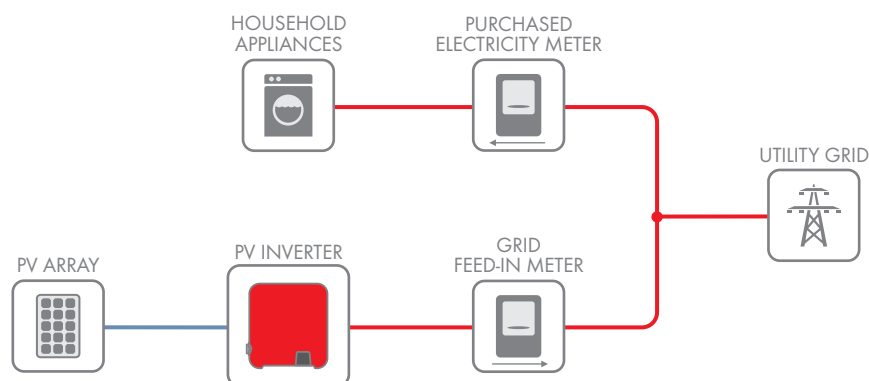 HOUSEHOLD
APPLIANCES
PURCHASED
ELECTRICITY METER
UTILITY GRID
PV ARRAY
PV INVERTER
GRID
FEED-IN METER